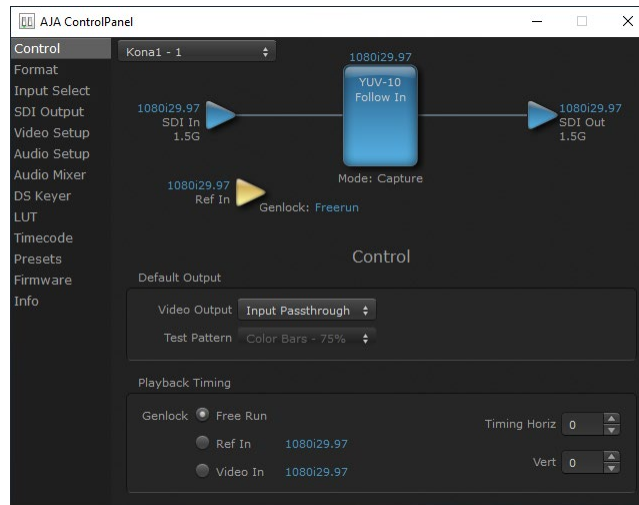 AJA ControlPanel
Control
Format
Input Select
SDI Output
Video Setup
Audio Setup
Audio Mixer
DS Keyer
LUT
Timecode
Presets
Firmware
Info
Kona1 - 1
1080i29.97
YUV-10
Follow In
Mode: Capture
1080i29.97
SDI In
1.5G
1080i29.97
SDI Out
1.5G
1080i29.97
Ref In
Genlock: Freerun
Control
Default Output
Video Output Input Passthrough
Test Pattern Color Bars - 75%
Playback Timing
Genlock Free Run
Ref In 1080i29.97
Video In 1080i29.97
Timing Horiz 0
Vert 0